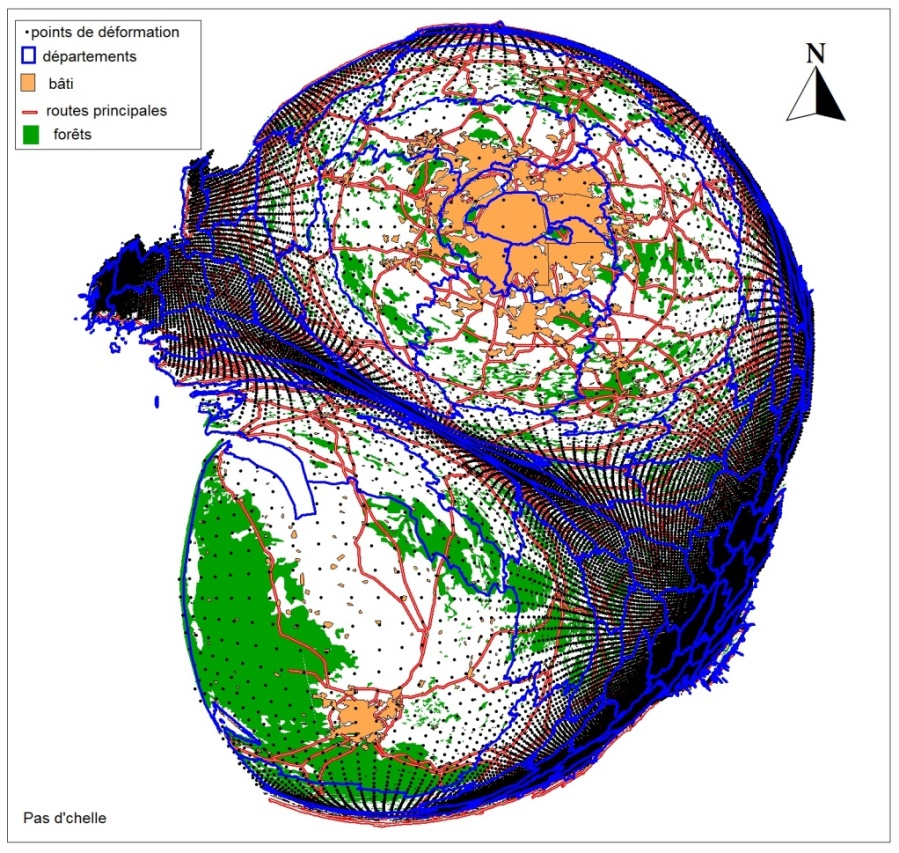 points de déformation
départements
bâti
routes principales
forêts
N
Pas d'chelle